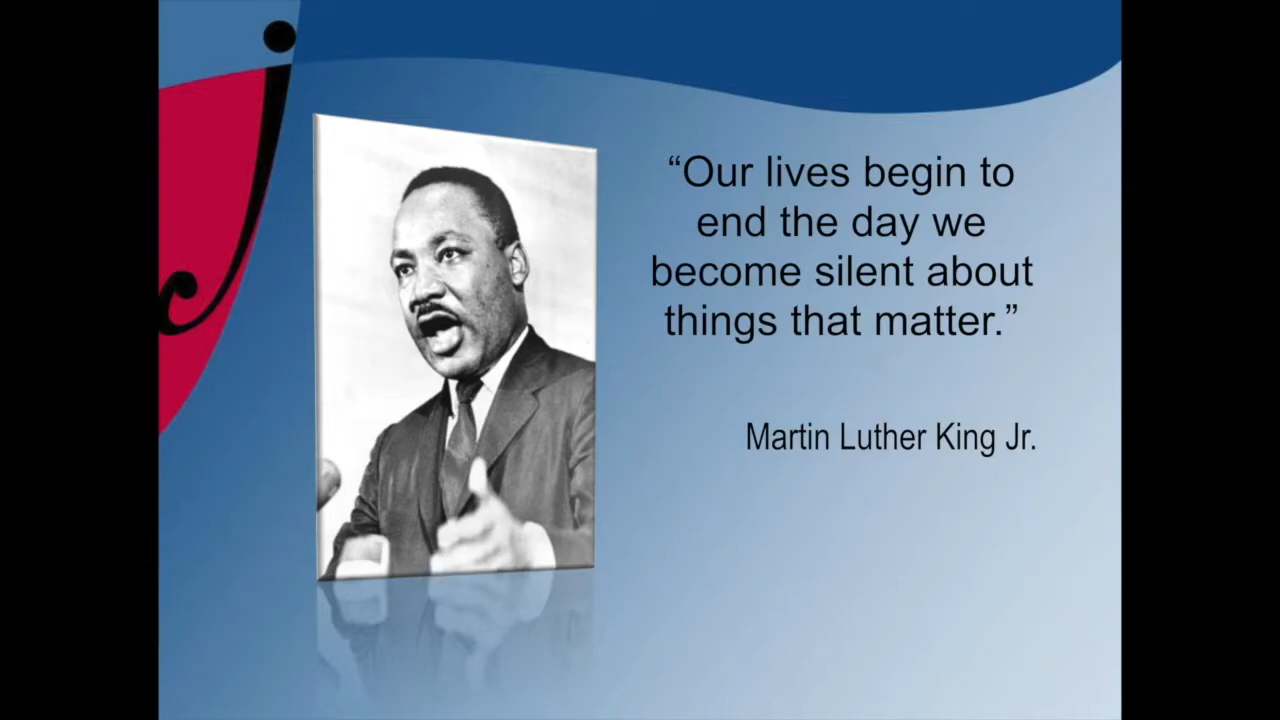 “Our lives begin to
end the day we
become silent about
things that matter.”
Martin Luther King Jr.